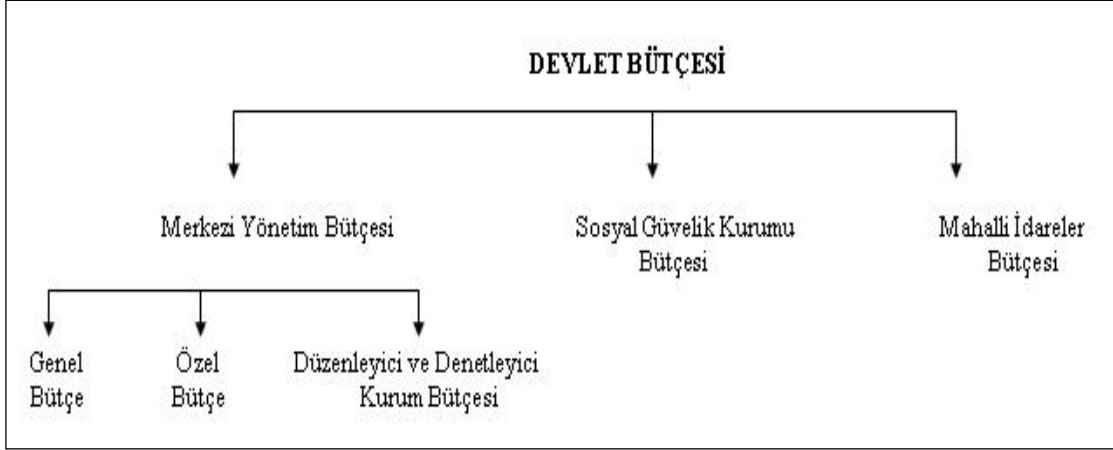 DEVLET BÜTÇESİ
Merkezi Yönetim Bütçesi
Sosyal Güvelik Kurumu
Bütçesi
Mahalli İdareler
Bütçesi
Genel
Bütçe
Özel
Bütçe
Düzenleyici ve Denetleyici
Kurum Bütçesi